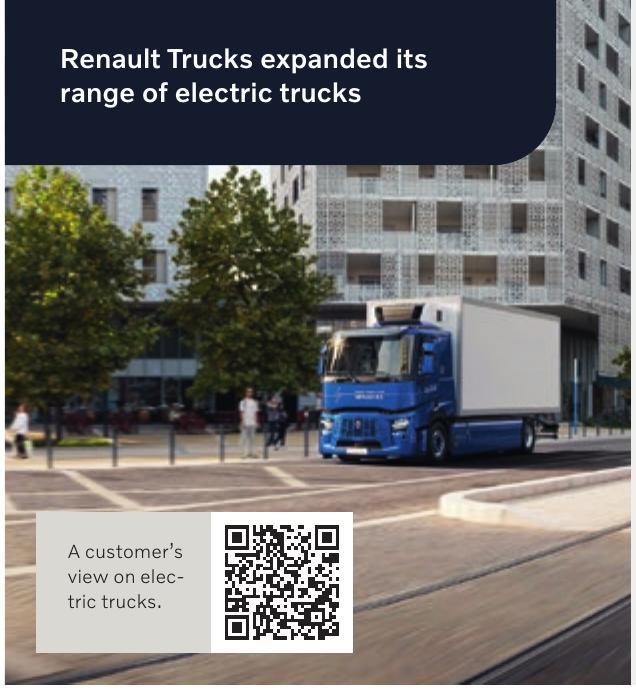 Renault Trucks expanded its
range of electric trucks
A customer’s
view on elec-
tric trucks.